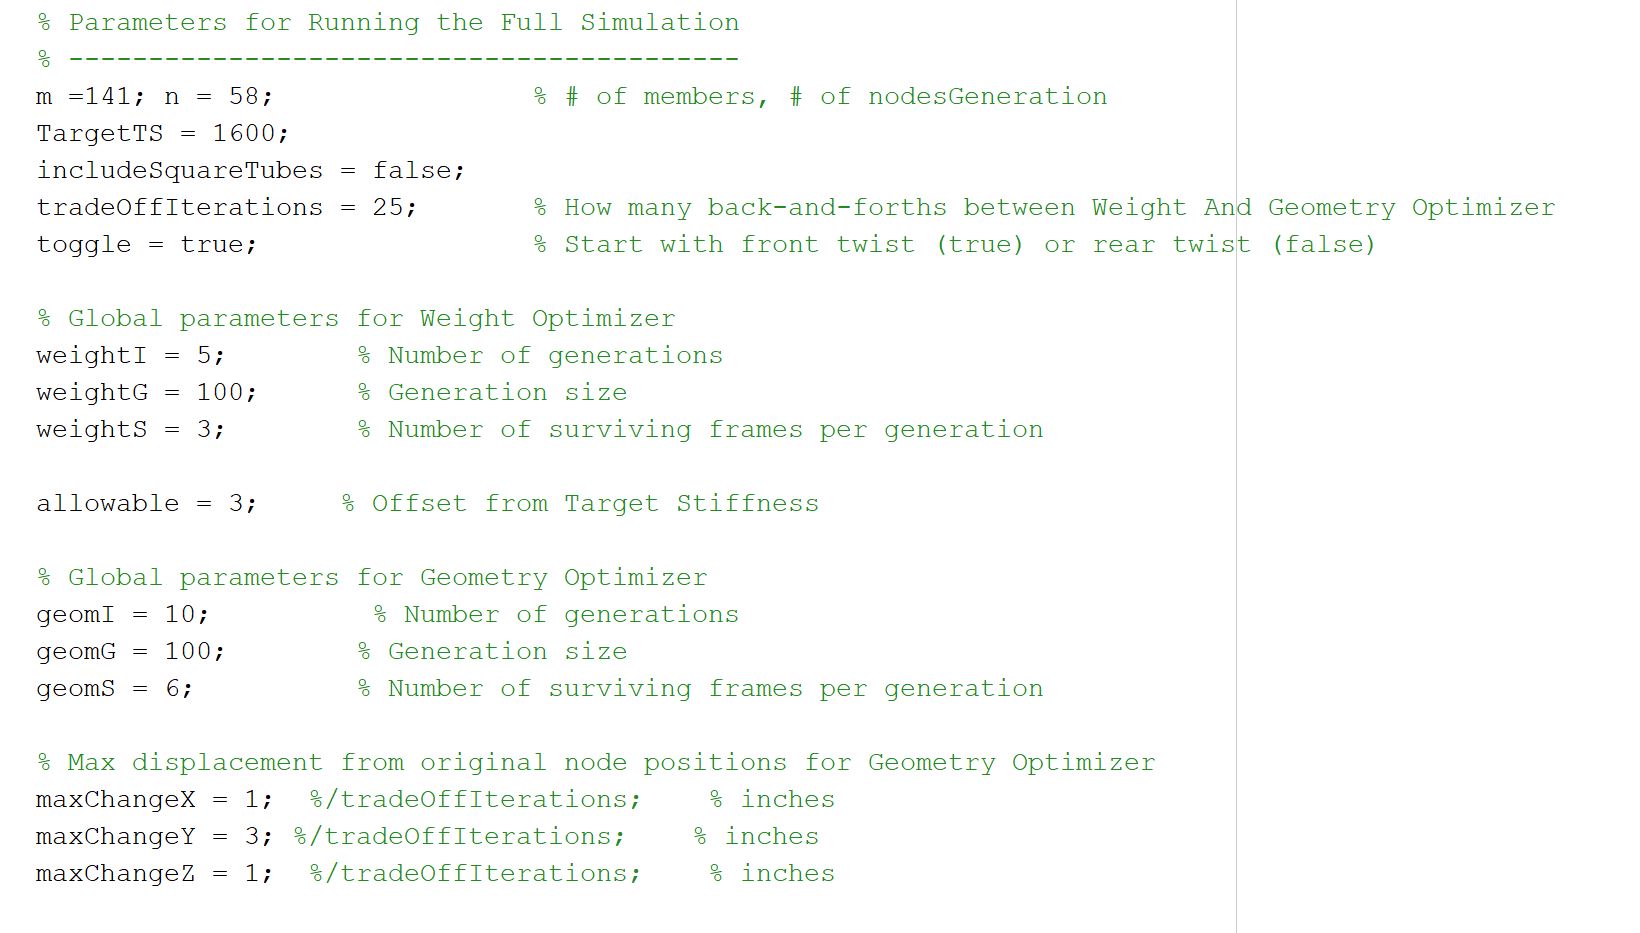 % Parameters for Running the Full Simulation
% ------------------------------------------
m =141; n = 58; % # of members, # of nodesGeneration
TargetTS = 1600;
includeSquareTubes = false;
tradeOffIterations = 25; % How many back-and-forths between Weight And Geometry Optimizer
toggle = true; % Start with front twist (true) or rear twist (false)
% Global parameters for Weight Optimizer
weightI = 5; % Number of generations
weightG = 100; % Generation size
weightS = 3; % Number of surviving frames per generation
allowable = 3; % Offset from Target Stiffness
% Global parameters for Geometry Optimizer
geomI = 10; % Number of generations
geomG = 100; % Generation size
geomS = 6; % Number of surviving frames per generation
% Max displacement from original node positions for Geometry Optimizer
maxChangeX = 1; %/tradeOffIterations; % inches
maxChangeY = 3; %/tradeOffIterations; % inches
maxChangeZ = 1; %/tradeOffIterations; % inches